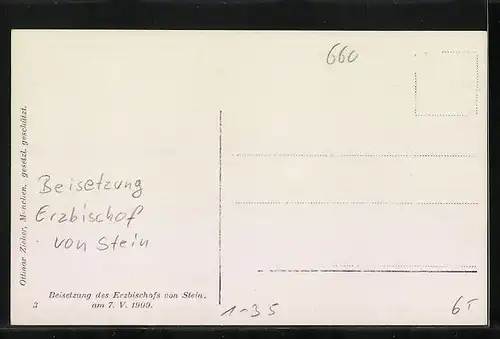 660
Ottmar Zieher, München, gesetzl. geschützt.
Beisetzung
Erzbischof
von Stein
Beisetzung des Erzbischofs von Stein,
am 7. V. 1909.
3
1-35
6T